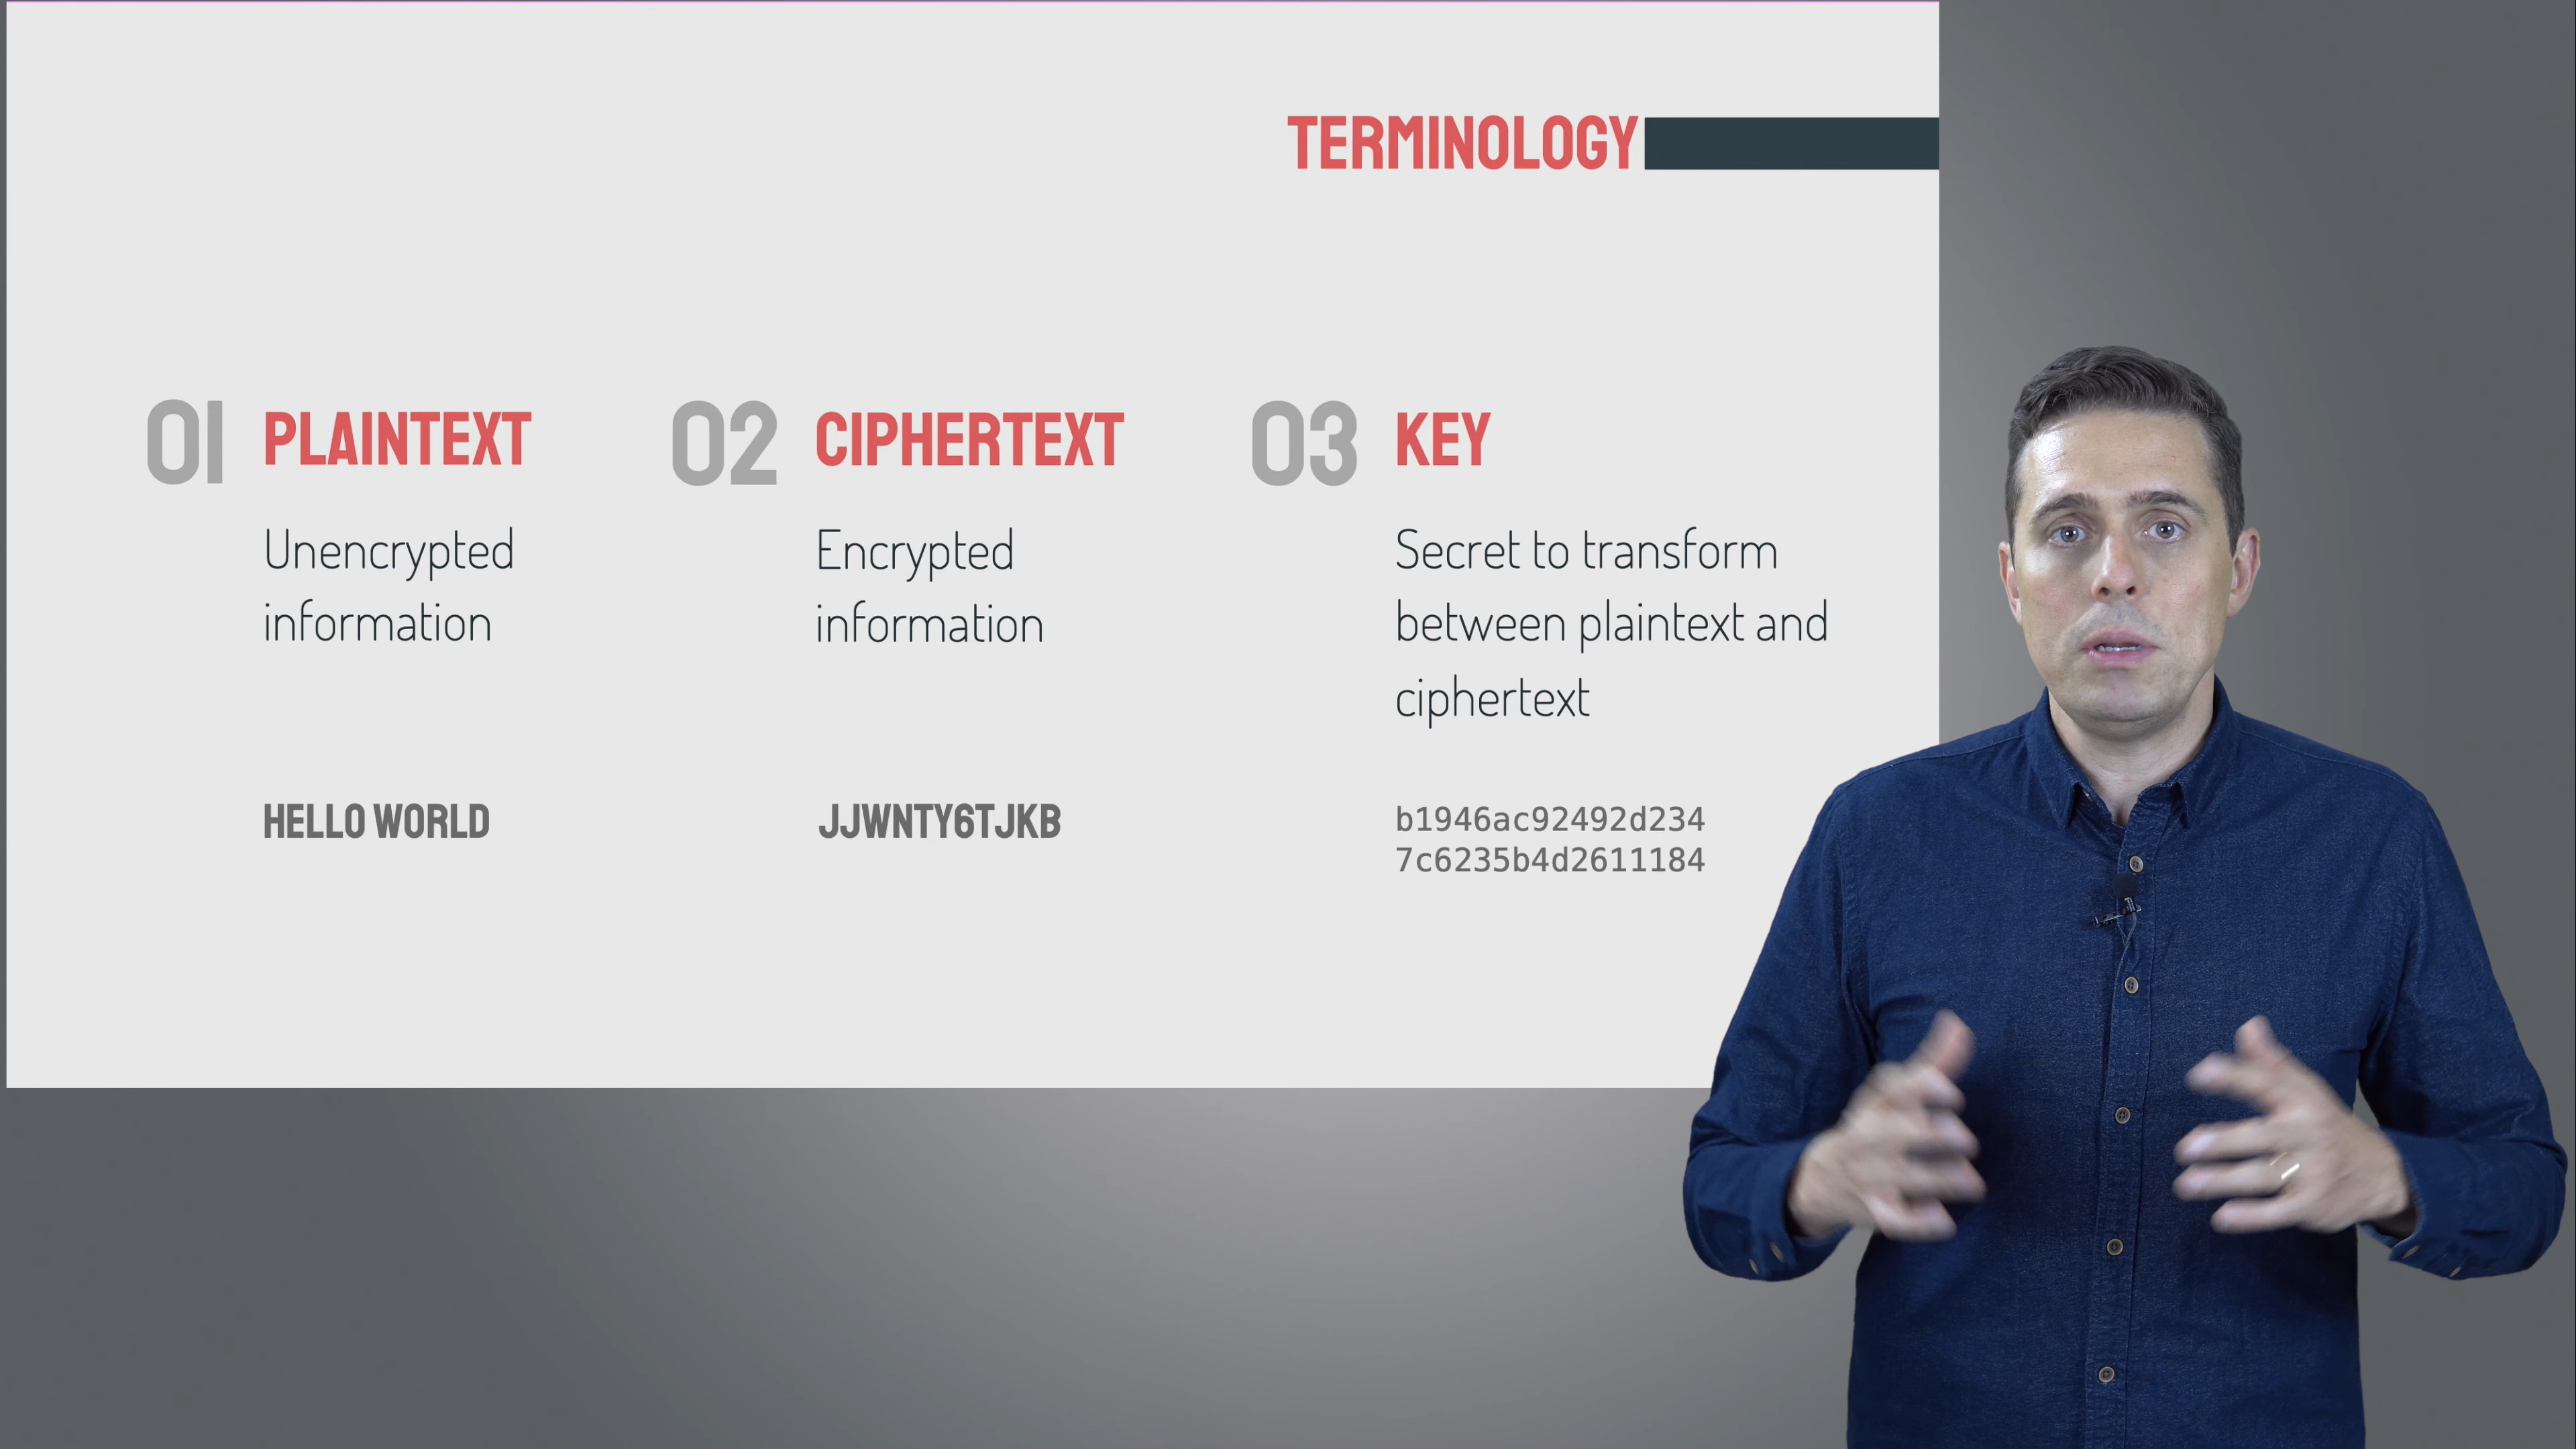 TERMINOLOGY
01 PLAINTEXT
Unencrypted
information
HELLO WORLD
02 CIPHERTEXT
Encrypted
information
JJWNTY6TJKB
03 KEY
Secret to transform
between plaintext and
ciphertext
b1946ac92492d234
7c6235b4d2611184